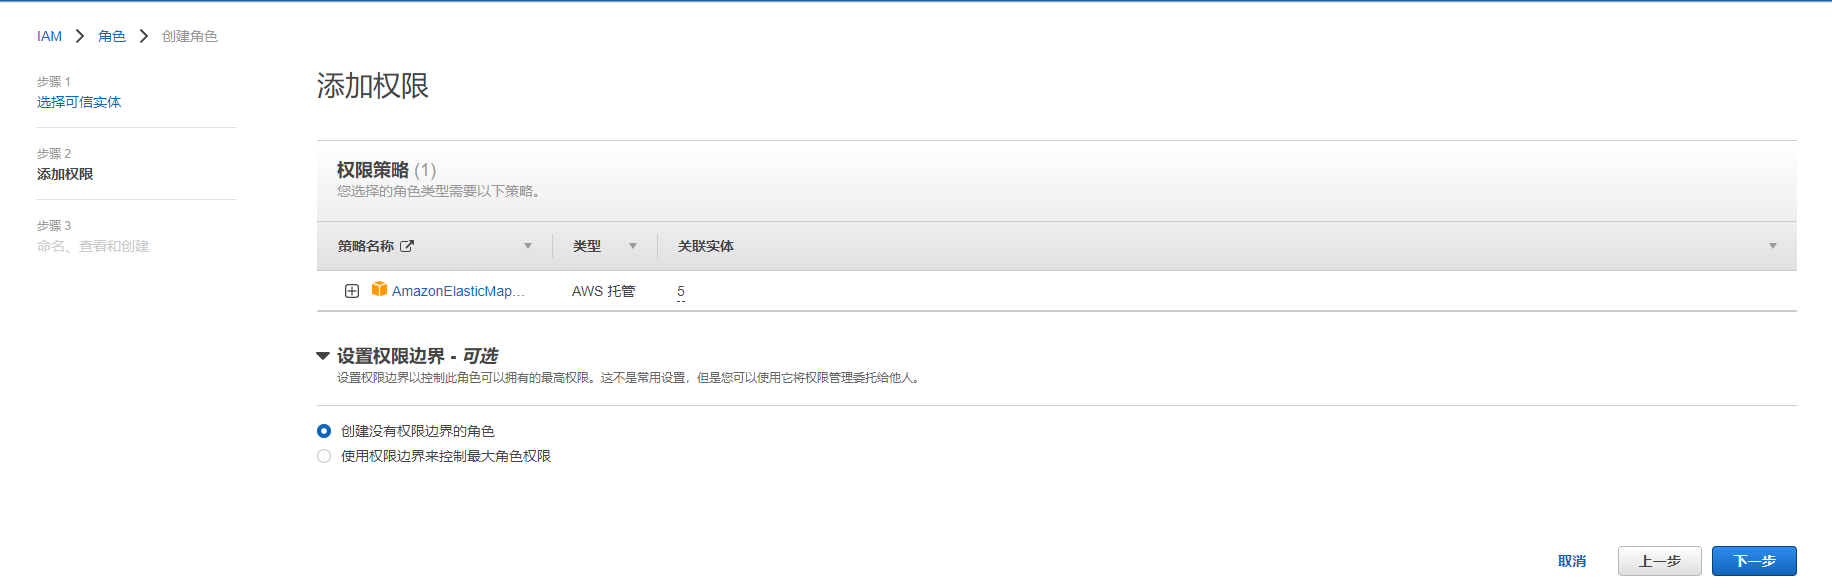 IAM > 角色 > 创建角色
步骤 1
选择可信实体
步骤 2
添加权限
步骤 3
命名、查看和创建
添加权限
权限策略 (1)
您选择的角色类型需要以下策略。
策略名称 类型 关联实体
AmazonElasticMap... AWS 托管 5
设置权限边界 - 可选
设置权限边界以控制此角色可以拥有的最高权限。这不是常用设置，但是您可以使用它将权限管理委托给他人。
创建没有权限边界的角色
使用权限边界来控制最大角色权限
取消 上一步 下一步